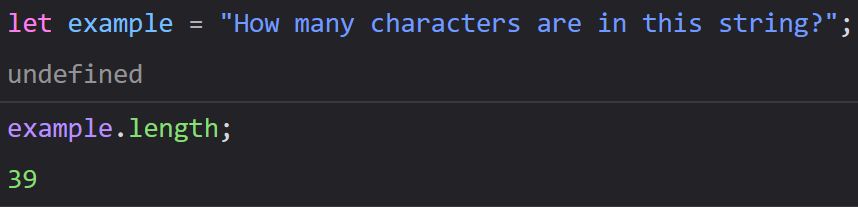 let example = "How many characters are in this string?";
undefined
example.length;
39